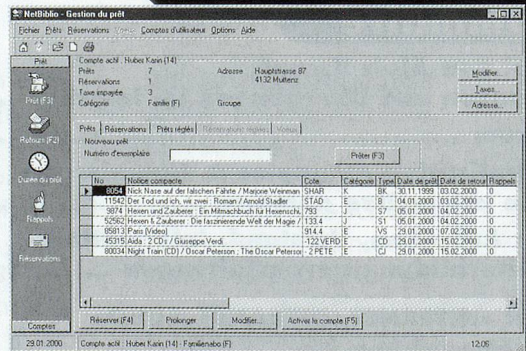 NetBiblio - Gestion du prêt
Fichier Prêts Réservations Voeux Comptes d'utilisateur Options Aide
Prêt
Prêt (F3)
Retours (F2)
Durée du prêt
Rappels
Réservations
Comptes
Compte actif : Huber Karin (14)
Prêts 7 Adresse Hauptstrasse 87
Réservations 1 4132 Muttenz
Taxe impayée 3
Catégorie Famille (F) Groupe
Modifier...
Taxes...
Adresse...
Prêts Réservations Prêts réglés Réservations réglées Voeux
Nouveau prêt
Numéro d'exemplaire Prêter (F3)
No Notice compacte Cote Catégorie Type Date de prêt Date de retour Rappels
8054 Nick Nase auf der falschen Fährte / Marjorie Weinman SHAR K BK 30.11.1999 03.02.2000 0
11542 Der Tod und ich, wir zwei : Roman / Arnold Stadler STAD E B 04.01.2000 03.02.2000 0
9874 Hexen und Zauberer : Ein Mitmachbuch für Hexenschü 793 J S7 05.01.2000 04.02.2000 0
52562 Hexen & Zauberer : Die faszinierende Welt der Magie / 133.4 J S1 05.01.2000 04.02.2000 0
85813 Paris (Video) 914.4 E VS 29.01.2000 07.02.2000 0
45315 Aida : 2 CDs / Giuseppe Verdi -122 VERD E CD 29.01.2000 15.02.2000 0
80034 Night Train (CD) / Oscar Peterson ; The Oscar Peterson - 2 PETE E CJ 29.01.2000 15.02.2000 0
Réserver (F4) Prolonger Modifier... Activer le compte (F5)
29.01.2000 Compte actif : Huber Karin (14) - Familienabo (F) 12:06